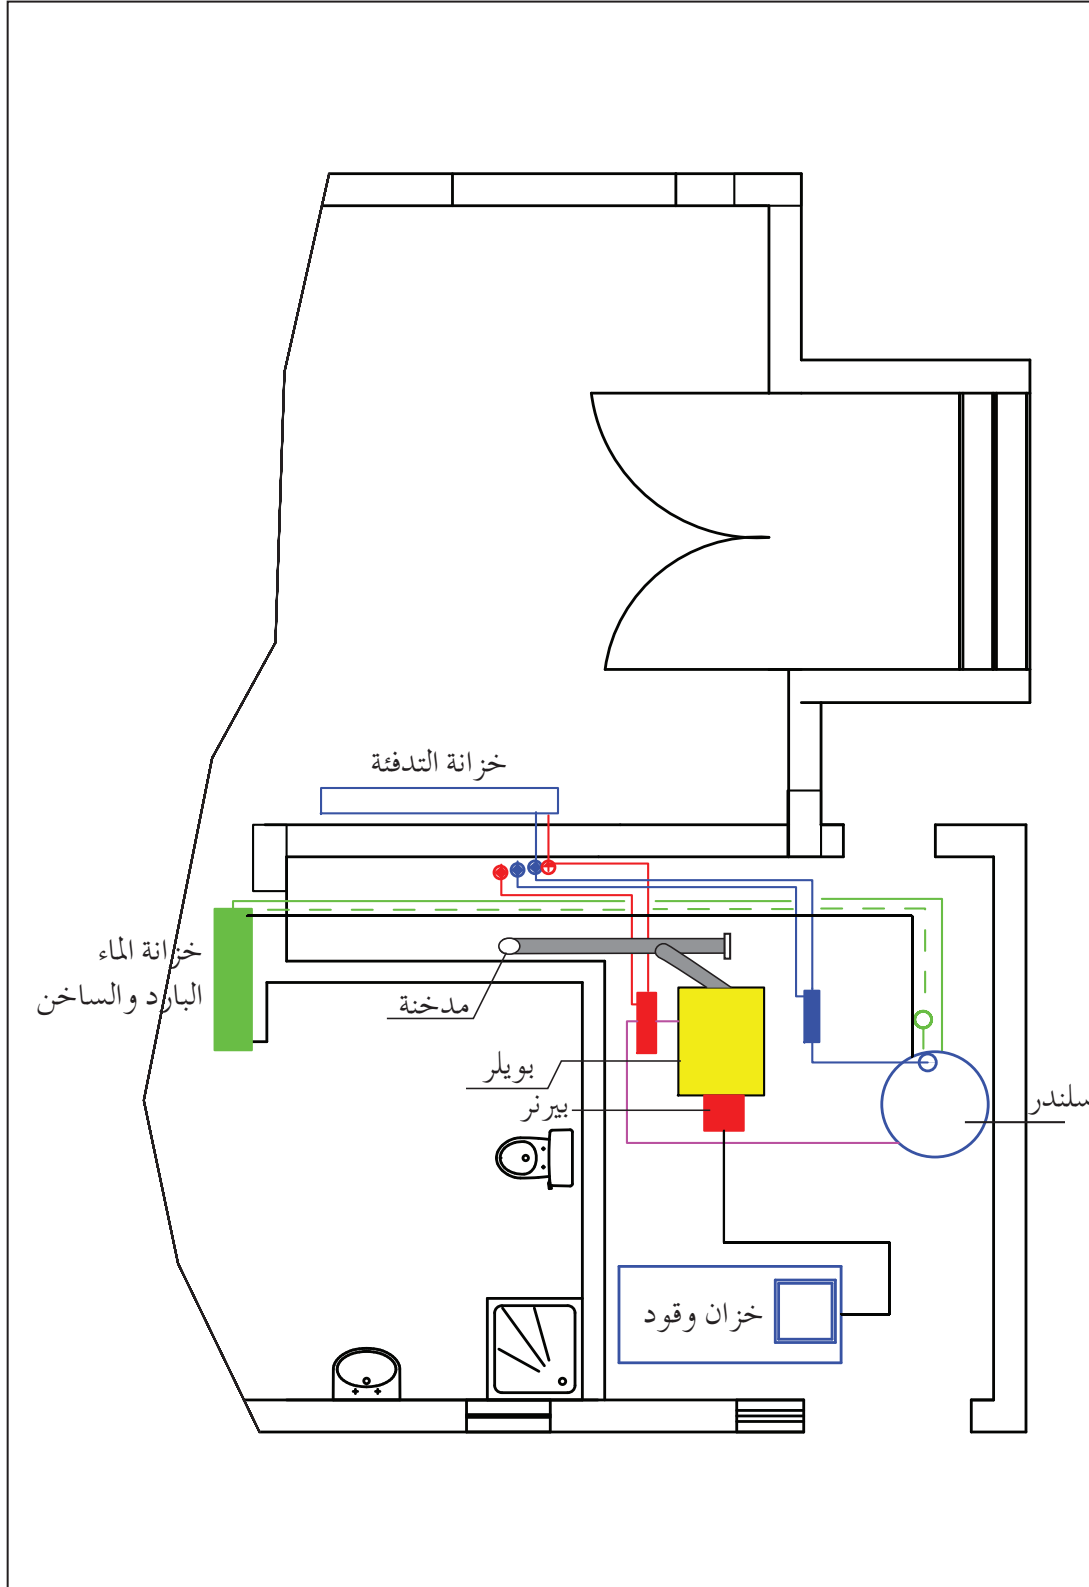 خزانة التدفئة
خزانة الماء
البارد والساخن
مدخنة
بويلر
بيرنر
سلندر
خزان وقود